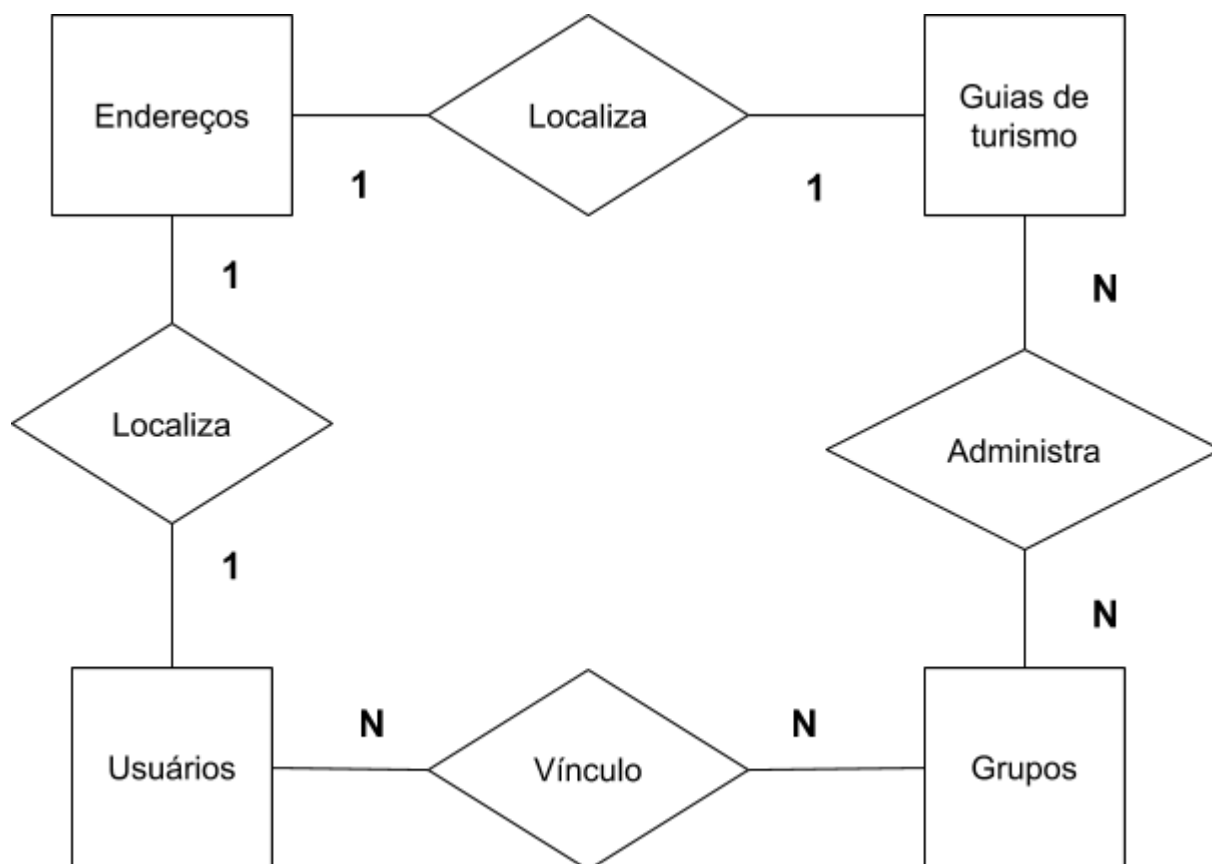 Endereços
Localiza
Guias de
turismo
1
1
1
N
Localiza
Administra
1
N
Usuários
N
Vínculo
N
Grupos